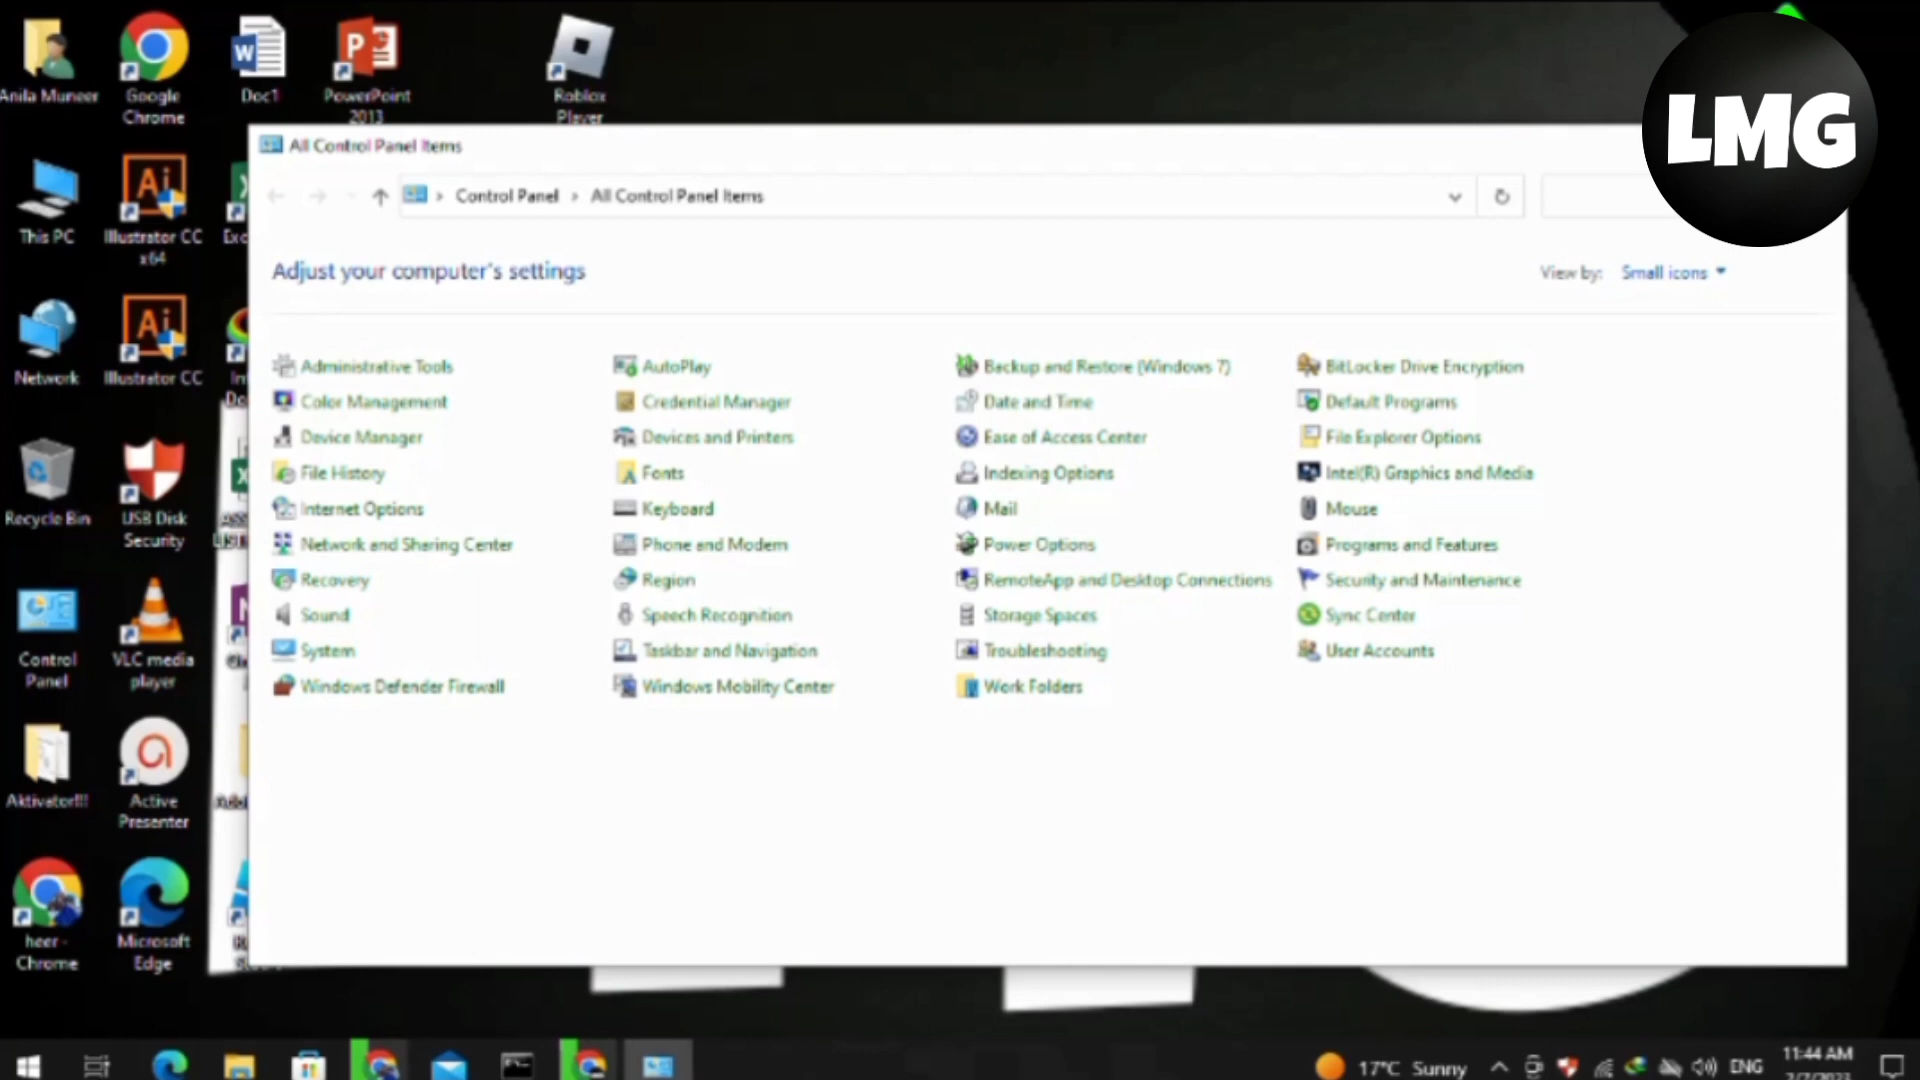 Anila Muneer
Google
Chrome
Doc1
PowerPoint
2013
Roblox
Player
LMG
All Control Panel Items
Control Panel
All Control Panel Items
This PC
Illustrator CC
x64
Adjust your computer's settings
View by:
Small icons
Network
Illustrator CC
Administrative Tools
AutoPlay
Backup and Restore (Windows 7)
BitLocker Drive Encryption
Color Management
Credential Manager
Date and Time
Default Programs
Device Manager
Devices and Printers
Ease of Access Center
File Explorer Options
File History
Fonts
Indexing Options
Intel(R) Graphics and Media
Internet Options
Keyboard
Mail
Mouse
Network and Sharing Center
Phone and Modem
Power Options
Programs and Features
Recovery
Region
RemoteApp and Desktop Connections
Security and Maintenance
Sound
Speech Recognition
Storage Spaces
Sync Center
System
Taskbar and Navigation
Troubleshooting
User Accounts
Windows Defender Firewall
Windows Mobility Center
Work Folders
Recycle Bin
USB Disk
Security
Control
Panel
VLC media
player
Aktivator!!!
Active
Presenter
heer -
Chrome
Microsoft
Edge
17°C Sunny
ENG
11:44 AM